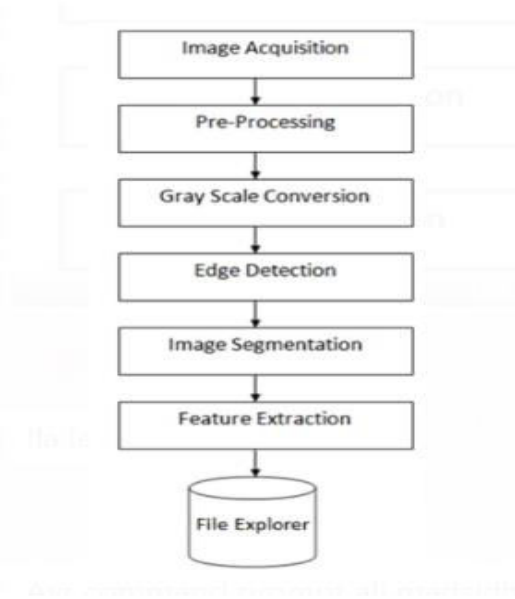 Image Acquisition
Pre-Processing
Gray Scale Conversion
Edge Detection
Image Segmentation
Feature Extraction
File Explorer